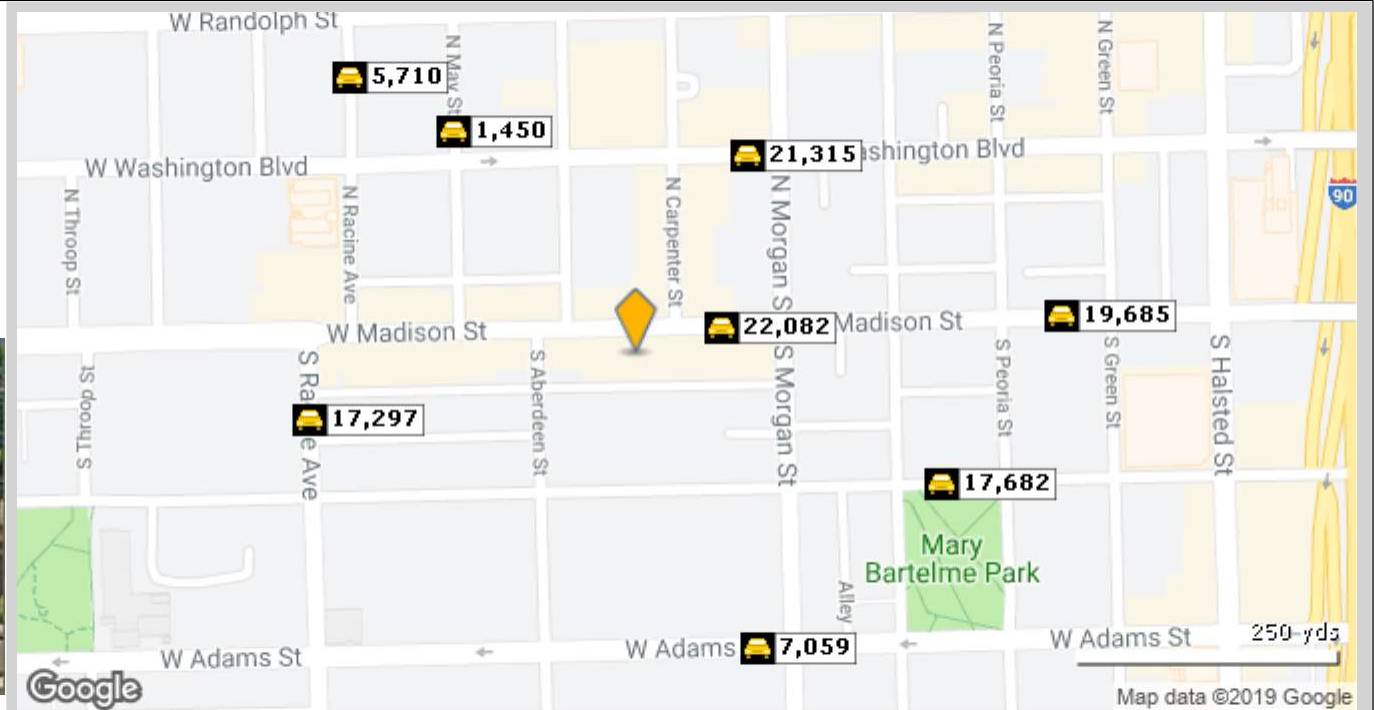 W Randolph St
N May St
N Peoria St
N Green St
5,710
1,450
21,315
ashington Blvd
W Washington Blvd
90
N Throop St
N Racine Ave
N Carpenter St
N Morgan S
22,082
Madison St
19,685
W Madison St
S Ra
e Ave
17,297
S Throop St
S Aberdeen St
S Morgan St
S Peoria St
S Green St
S Halsted St
17,682
Mary
Bartelme Park
Alley
W Adams St
W Adams
7,059
W Adams St
250 yds
Google
Map data ©2019 Google